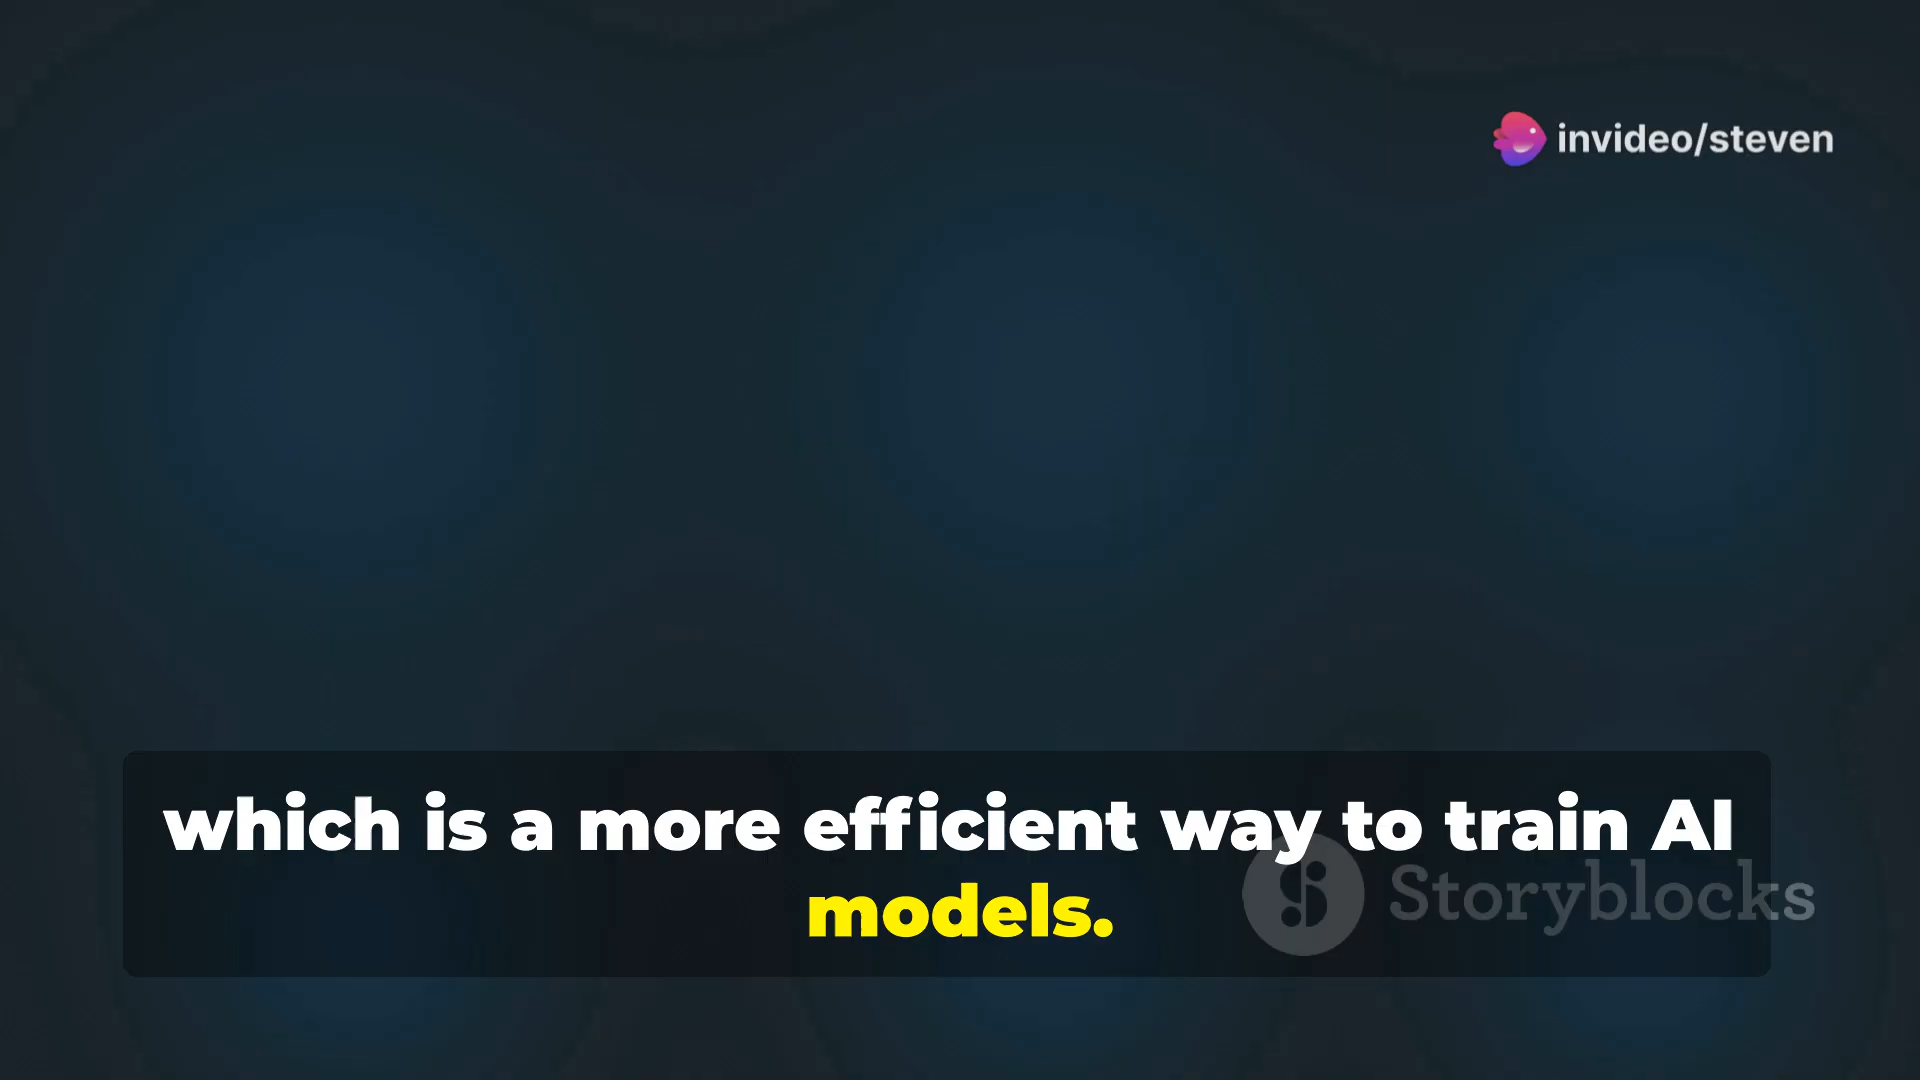 invideo/steven
which is a more efficient way to train AI
models.
Storyblocks